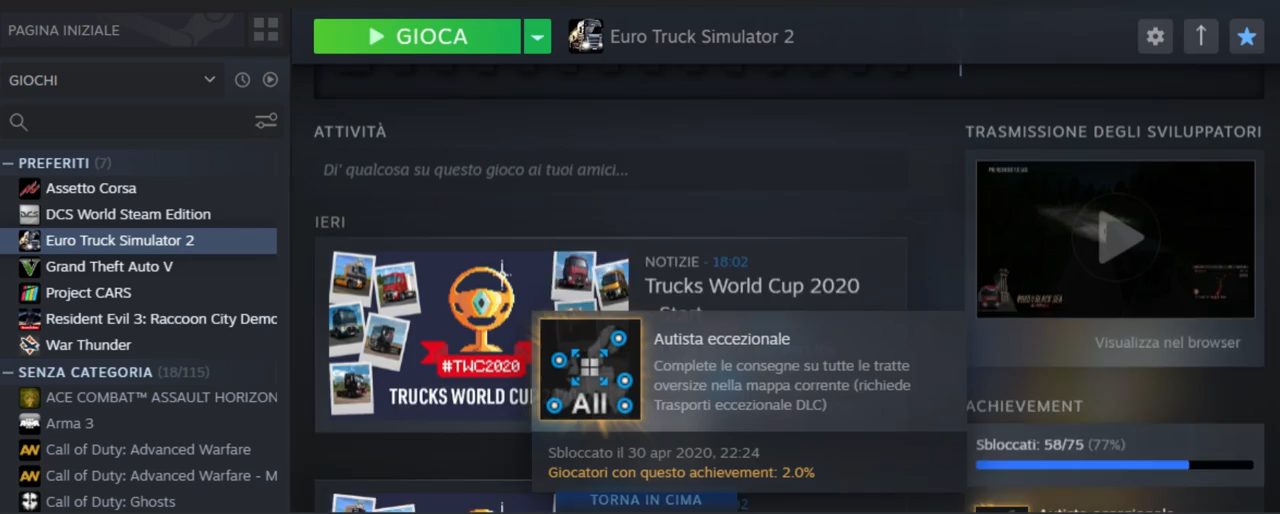 PAGINA INIZIALE
GIOCHI
PREFERITI (7)
Assetto Corsa
DCS World Steam Edition
Euro Truck Simulator 2
Grand Theft Auto V
Project CARS
Resident Evil 3: Raccoon City Demo
War Thunder
SENZA CATEGORIA (18/115)
ACE COMBAT™ ASSAULT HORIZON
Arma 3
Call of Duty: Advanced Warfare
Call of Duty: Advanced Warfare - M
Call of Duty: Ghosts
GIOCA
Euro Truck Simulator 2
ATTIVITÀ
Di' qualcosa su questo gioco ai tuoi amici...
IERI
#TWC2020
TRUCKS WORLD CU
NOTIZIE - 18:02
Trucks World Cup 2020
All
Autista eccezionale
Complete le consegne su tutte le tratte
oversize nella mappa corrente (richiede
Trasporti eccezionale DLC)
Sbloccato il 30 apr 2020, 22:24
Giocatori con questo achievement: 2.0%
TORNA IN CIMA
TRASMISSIONE DEGLI SVILUPPATORI
Visualizza nel browser
ACHIEVEMENT
Sbloccati: 58/75 (77%)